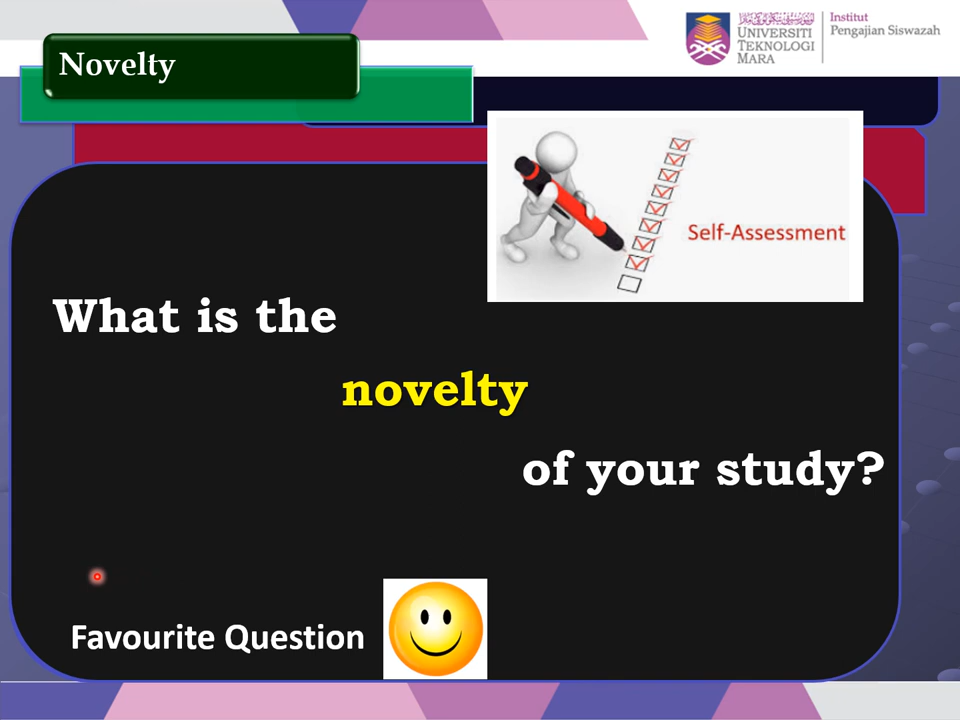 Novelty
UNIVERSITI
TEKNOLOGI
MARA
Institut
Pengajian Siswazah
Self-Assessment
What is the
novelty
of your study?
Favourite Question